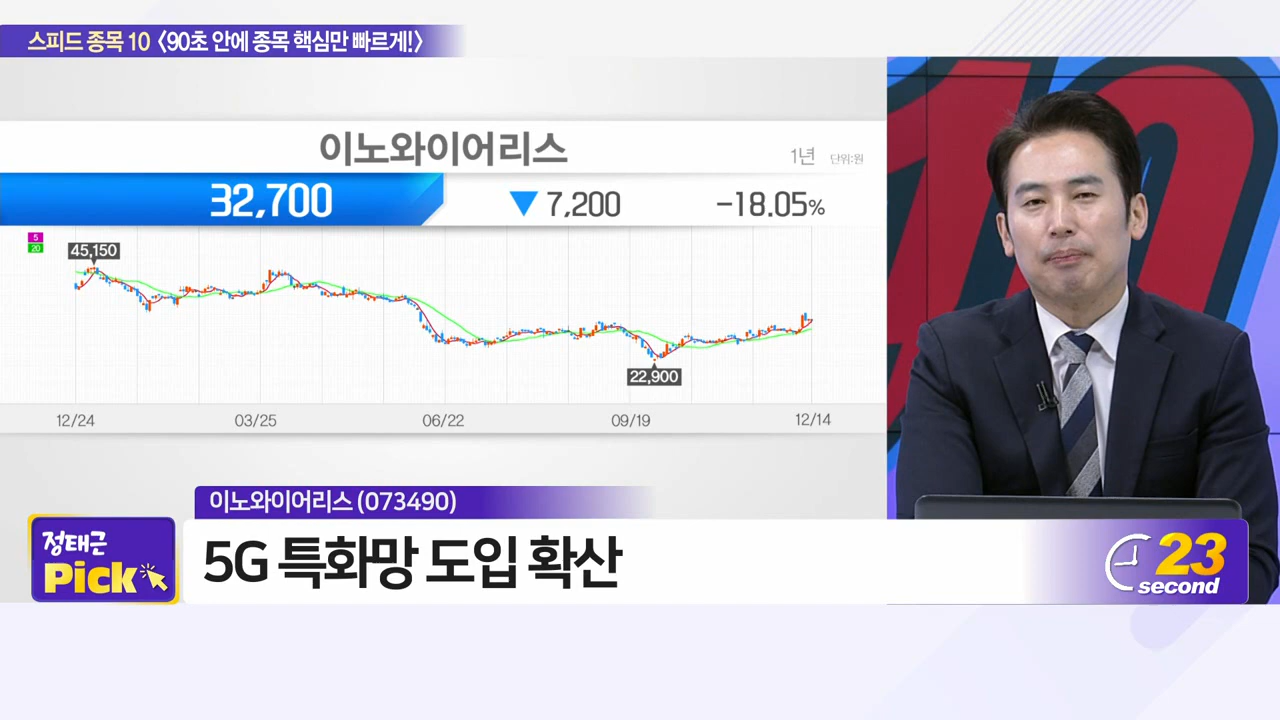 스피드 종목 10 〈90초 안에 종목 핵심만 빠르게!〉
이노와이어리스
1년 단위:원
32,700
▼ 7,200
-18.05%
5
20
45,150
22,900
12/24
03/25
06/22
09/19
12/14
이노와이어리스 (073490)
정태근
Pick
5G 특화망 도입 확산
23
second
10